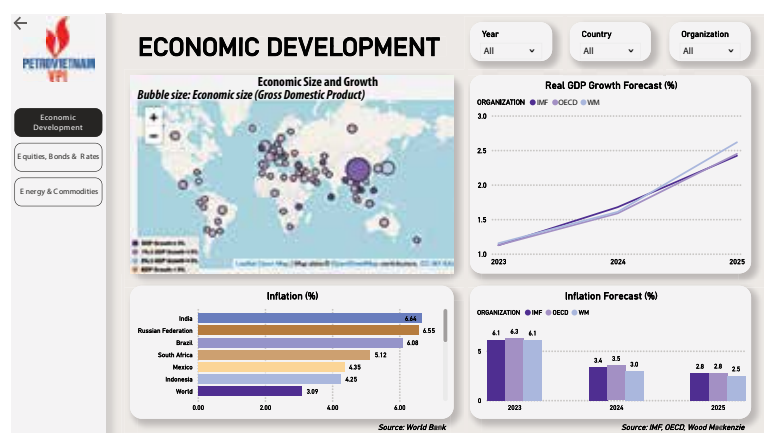 PETROVIETNAM
VPI
Economic
Development
Equities, Bonds & Rates
Energy & Commodities
ECONOMIC DEVELOPMENT
Year
All
Country
All
Organization
All
Economic Size and Growth
Bubble size: Economic size (Gross Domestic Product)
+
−
Real GDP Growth Forecast (%)
ORGANIZATION IMF OECD WM
3.0
2.5
2.0
1.5
1.0
2023 2024 2025
Inflation (%)
India 6.64
Russian Federation 6.55
Brazil 6.08
South Africa 5.12
Mexico 4.35
Indonesia 4.25
World 3.09
0.00 2.00 4.00 6.00
Source: World Bank
Inflation Forecast (%)
ORGANIZATION IMF OECD WM
6.1 6.3 6.1
3.4 3.5 3.0
2.8 2.8 2.5
5
0
2023 2024 2025
Source: IMF, OECD, Wood Mackenzie